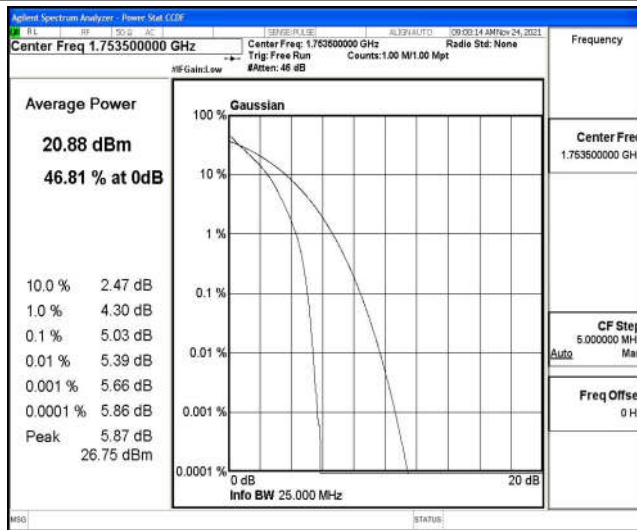 Agilent Spectrum Analyzer - Power Stat CCDF
RL RF 50 Ω AC SENSE:PULSE ALIGNAUTO 09:00:14 AM Nov 24, 2021
Center Freq 1.753500000 GHz
Center Freq: 1.753500000 GHz
Radio Std: None
Trig: Free Run Counts:1.00 M/1.00 Mpt
#IFGain:Low #Atten: 46 dB
Frequency
Average Power
20.88 dBm
46.81 % at 0dB
10.0 % 2.47 dB
1.0 % 4.30 dB
0.1 % 5.03 dB
0.01 % 5.39 dB
0.001 % 5.66 dB
0.0001 % 5.86 dB
Peak 5.87 dB
26.75 dBm
Gaussian
100 %
10 %
1 %
0.1 %
0.01 %
0.001 %
0.0001 %
0 dB 20 dB
Info BW 25.000 MHz
Center Fre
1.753500000 GH
CF Step
5.000000 MH
Auto Ma
Freq Offse
0 H
MSG STATUS